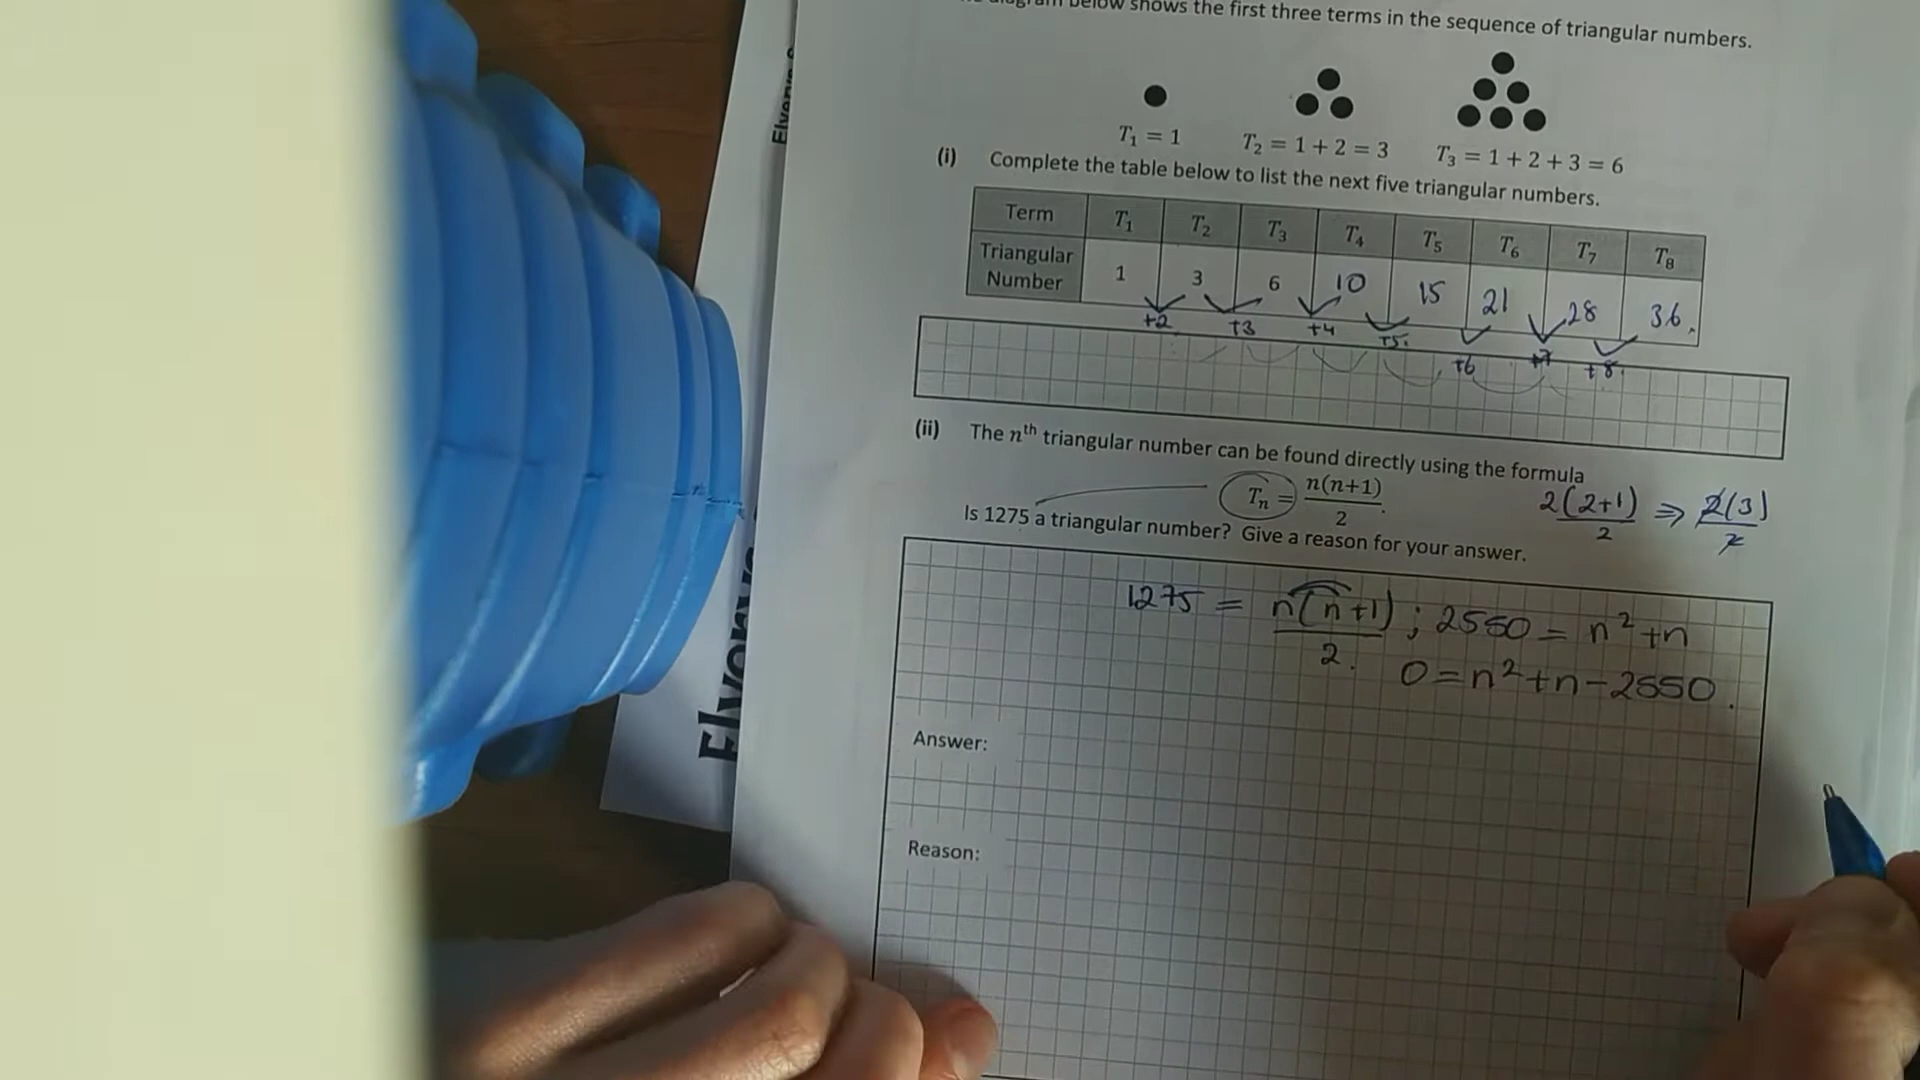 diagram below shows the first three terms in the sequence of triangular numbers.
T₁ = 1
T₂ = 1 + 2 = 3
T₃ = 1 + 2 + 3 = 6
(i) Complete the table below to list the next five triangular numbers.
Term T₁ T₂ T₃ T₄ T₅ T₆ T₇ T₈
Triangular Number 1 3 6 10 15 21 28 36.
+2 +3 +4 +5. +6 +7 +8
(ii) The nᵗʰ triangular number can be found directly using the formula
Tₙ = n(n+1)/2.
2(2+1)/2 ⇒ 2(3)/2
Is 1275 a triangular number? Give a reason for your answer.
1275 = n(n+1)/2. ; 2550 = n² + n
0 = n² + n - 2550.
Answer:
Reason: